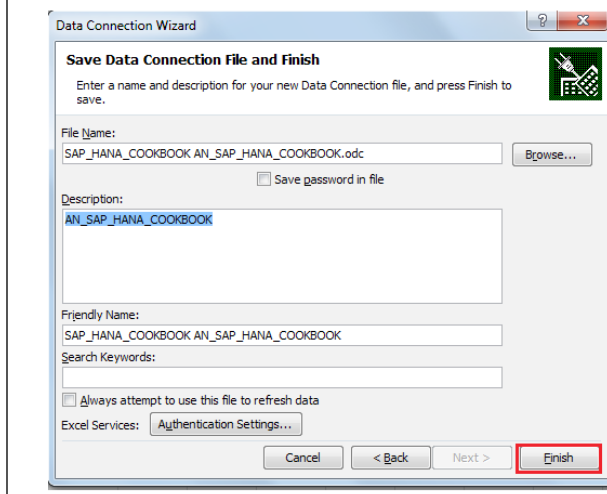 Data Connection Wizard
Save Data Connection File and Finish
Enter a name and description for your new Data Connection file, and press Finish to
save.
File Name:
SAP_HANA_COOKBOOK AN_SAP_HANA_COOKBOOK.odc
Browse...
Save password in file
Description:
AN_SAP_HANA_COOKBOOK
Friendly Name:
SAP_HANA_COOKBOOK AN_SAP_HANA_COOKBOOK
Search Keywords:
Always attempt to use this file to refresh data
Excel Services: Authentication Settings...
Cancel < Back Next > Finish